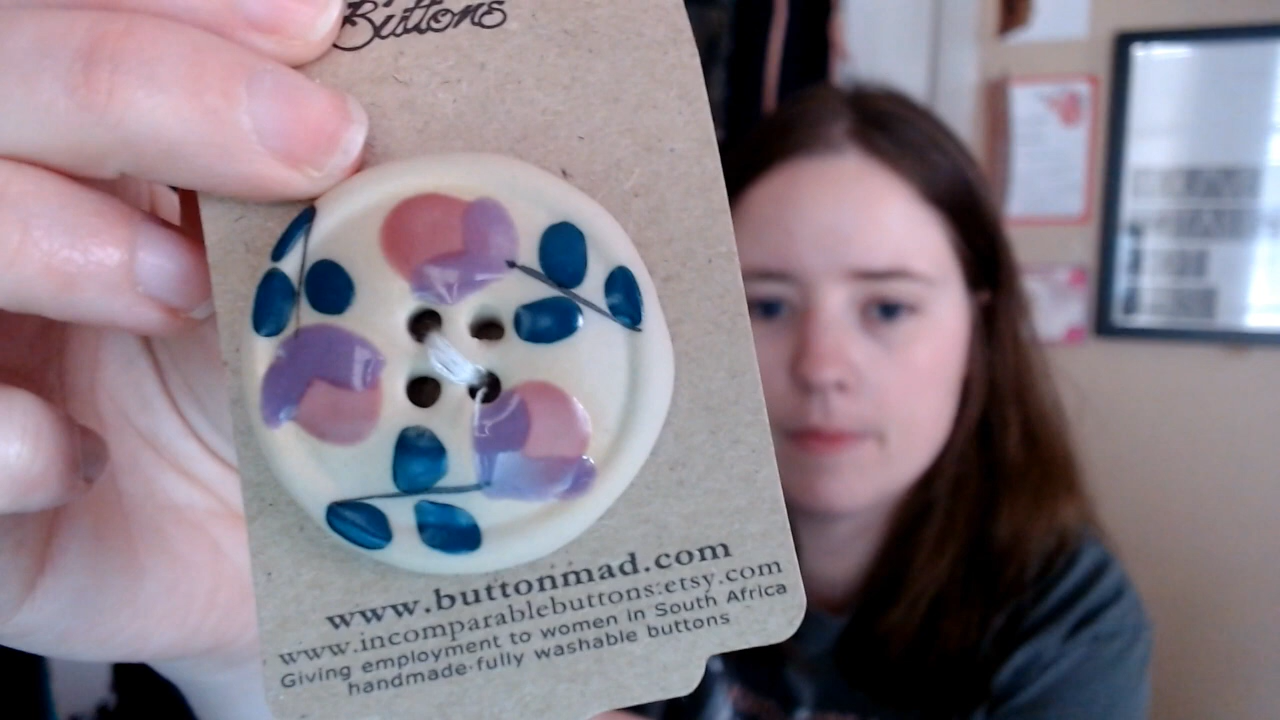 Buttons
www.buttonmad.com
www.incomparablebuttons.etsy.com
Giving employment to women in South Africa
handmade·fully washable buttons